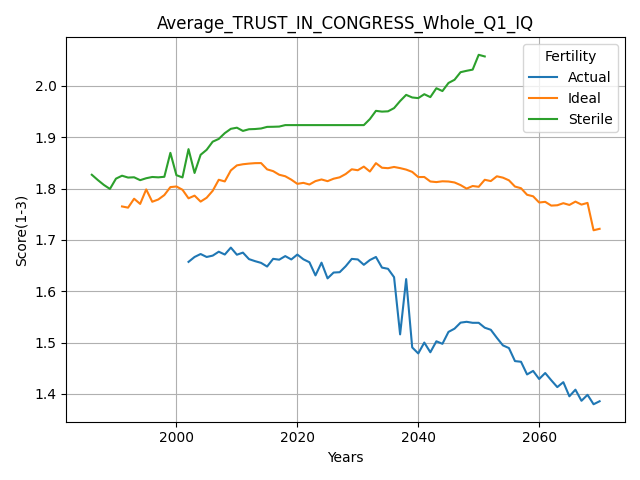 Average_TRUST_IN_CONGRESS_Whole_Q1_IQ
Fertility
Actual
Ideal
Sterile
Score(1-3)
2.0
1.9
1.8
1.7
1.6
1.5
1.4
2000
2020
2040
2060
Years